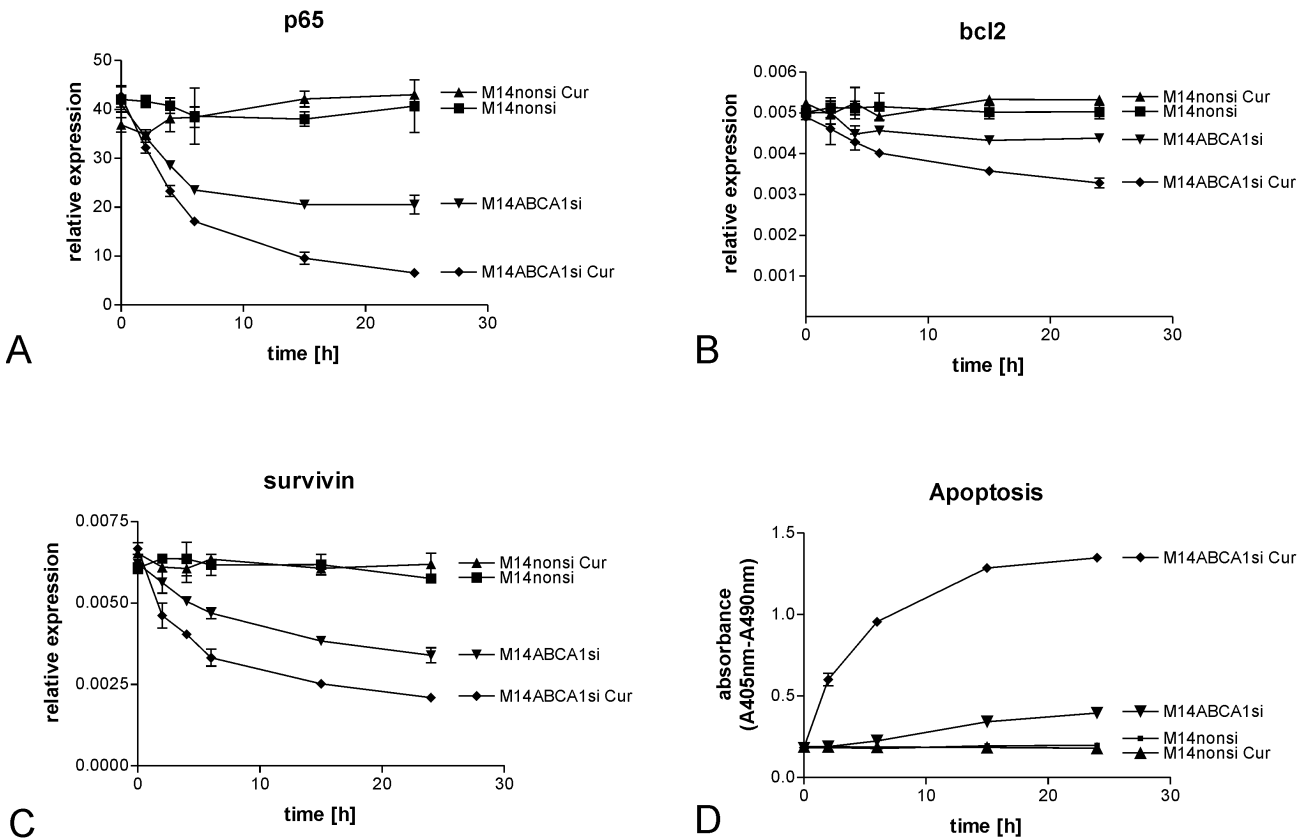 p65
50
40
30
20
10
0
relative expression
0 10 20 30
time [h]
M14nonsi Cur
M14nonsi
M14ABCA1si
M14ABCA1si Cur
A
bcl2
0.006
0.005
0.004
0.003
0.002
0.001
relative expression
0 10 20 30
time [h]
M14nonsi Cur
M14nonsi
M14ABCA1si
M14ABCA1si Cur
B
survivin
0.0075
0.0050
0.0025
0.0000
relative expression
0 10 20 30
time [h]
M14nonsi Cur
M14nonsi
M14ABCA1si
M14ABCA1si Cur
C
Apoptosis
1.5
1.0
0.5
0.0
absorbance
(A405nm-A490nm)
0 10 20 30
time [h]
M14ABCA1si Cur
M14ABCA1si
M14nonsi
M14nonsi Cur
D